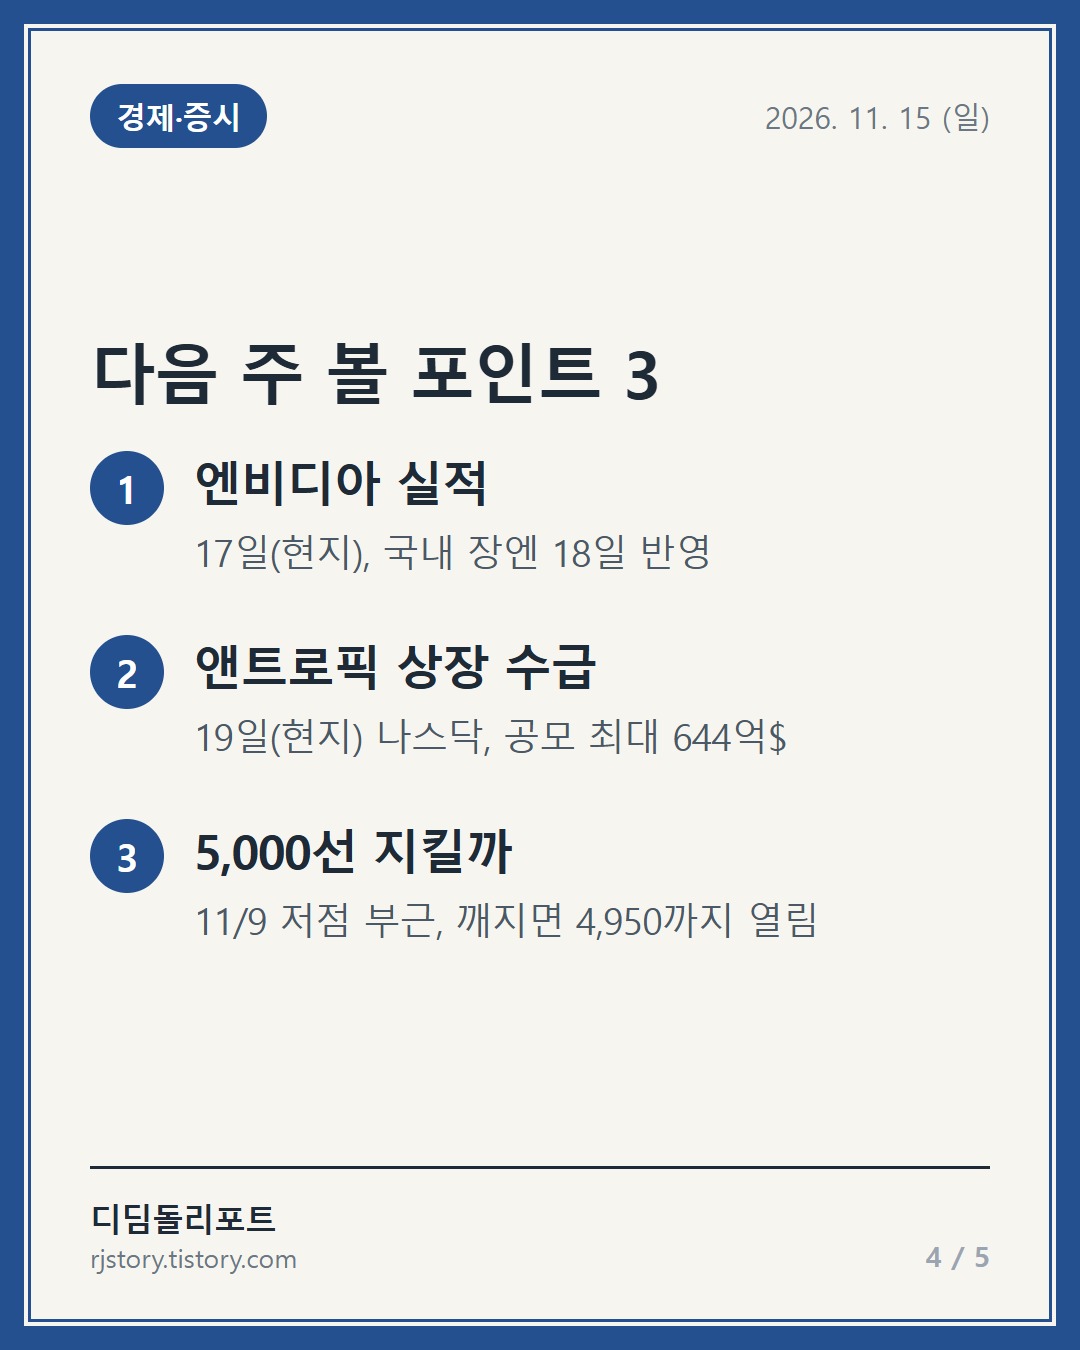 경제·증시
2026. 11. 15 (일)
다음 주 볼 포인트 3
1 엔비디아 실적
17일(현지), 국내 장엔 18일 반영
2 앤트로픽 상장 수급
19일(현지) 나스닥, 공모 최대 644억$
3 5,000선 지킬까
11/9 저점 부근, 깨지면 4,950까지 열림
디딤돌리포트
rjstory.tistory.com
4 / 5